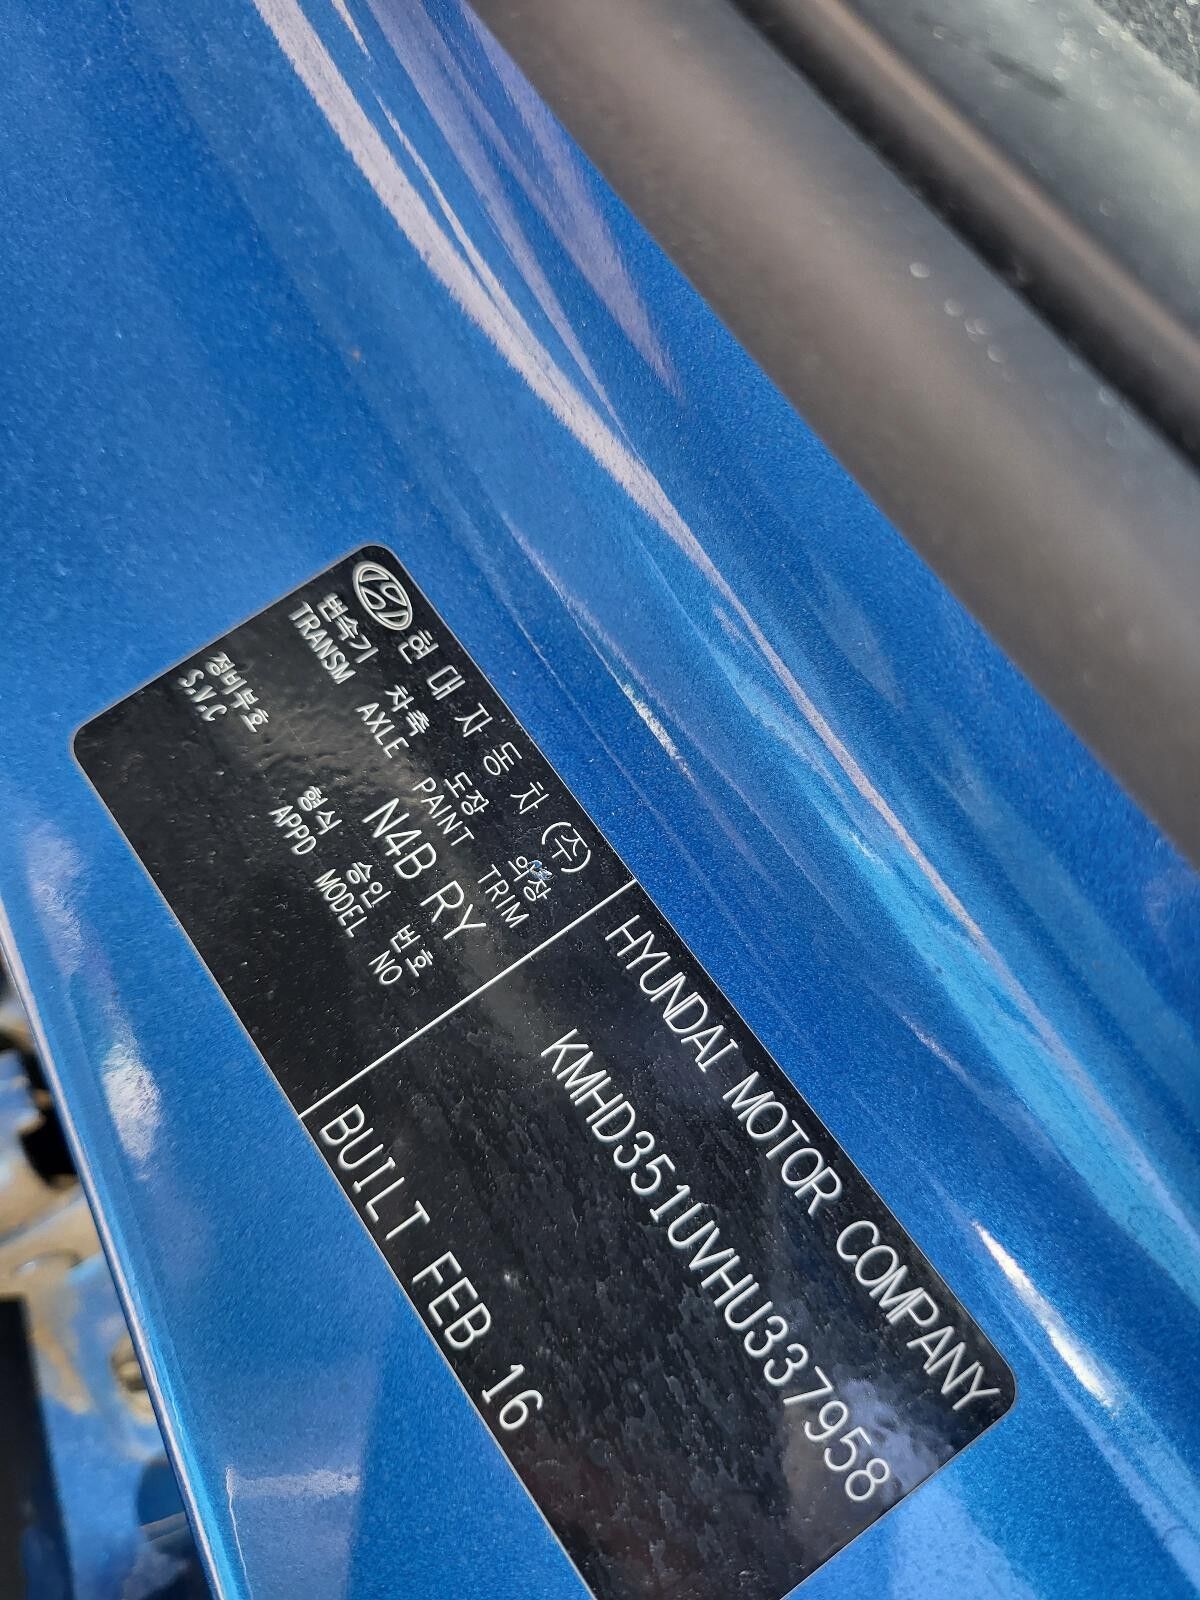 현대자동차(주) HYUNDAI MOTOR COMPANY
변속기 차축 도장 의장
TRANSM AXLE PAINT TRIM
KMHD351UVHU337958
N4B RY
정비부호 형식 승인 번호
S.V.C APPD MODEL NO
BUILT FEB 16